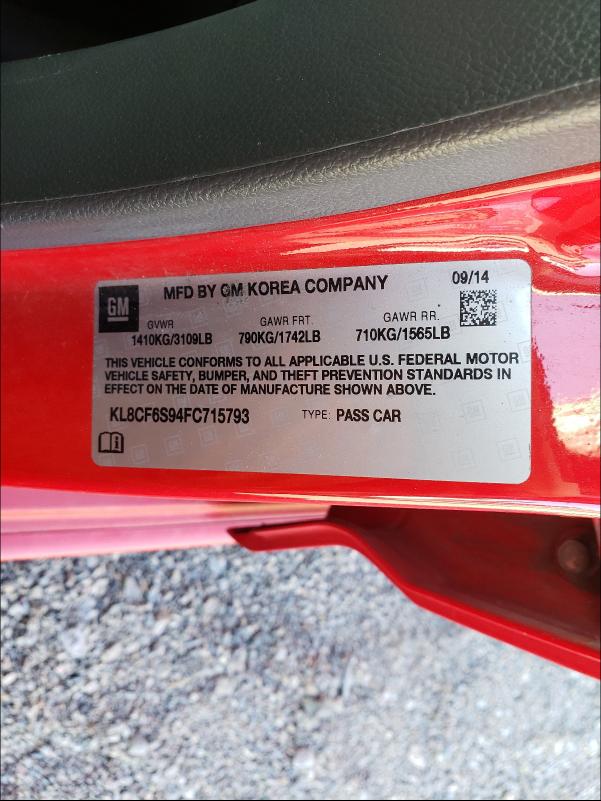 GM
MFD BY GM KOREA COMPANY
09/14
GVWR
GAWR FRT.
GAWR RR.
1410KG/3109LB
790KG/1742LB
710KG/1565LB
THIS VEHICLE CONFORMS TO ALL APPLICABLE U.S. FEDERAL MOTOR
VEHICLE SAFETY, BUMPER, AND THEFT PREVENTION STANDARDS IN
EFFECT ON THE DATE OF MANUFACTURE SHOWN ABOVE.
KL8CF6S94FC715793
TYPE: PASS CAR